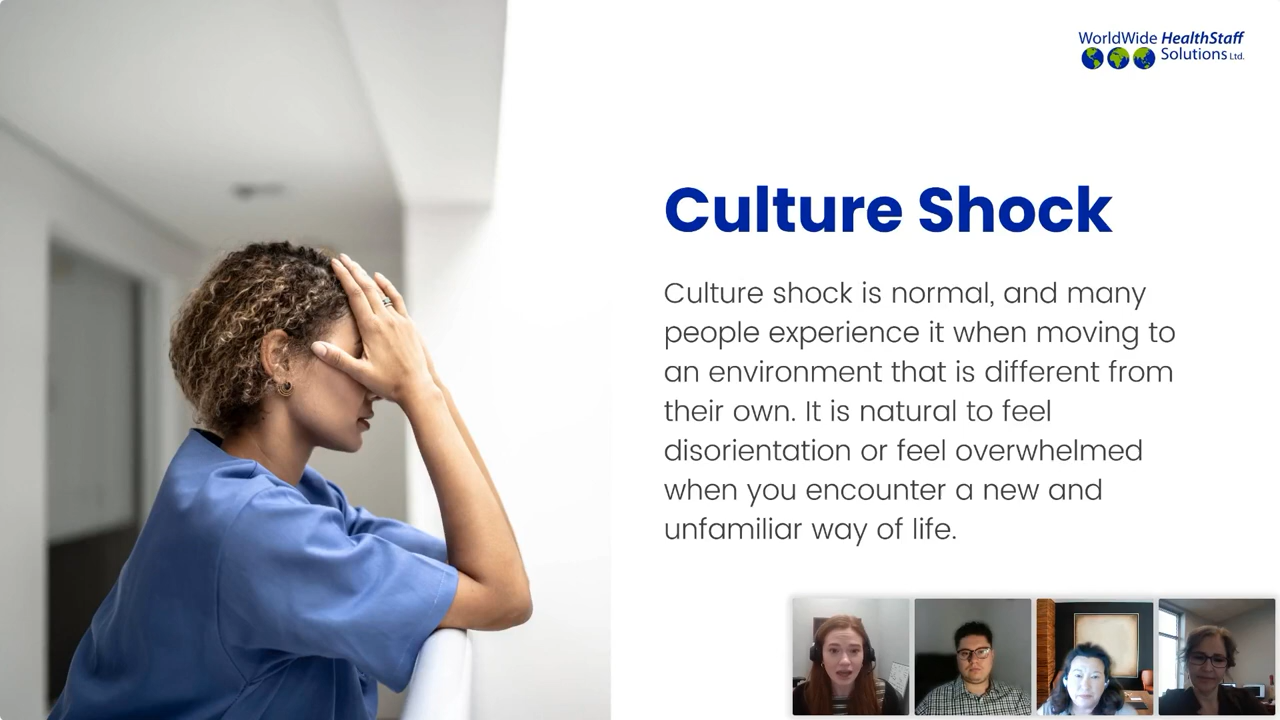 WorldWide HealthStaff
Solutions Ltd.
Culture Shock
Culture shock is normal, and many
people experience it when moving to
an environment that is different from
their own. It is natural to feel
disorientation or feel overwhelmed
when you encounter a new and
unfamiliar way of life.